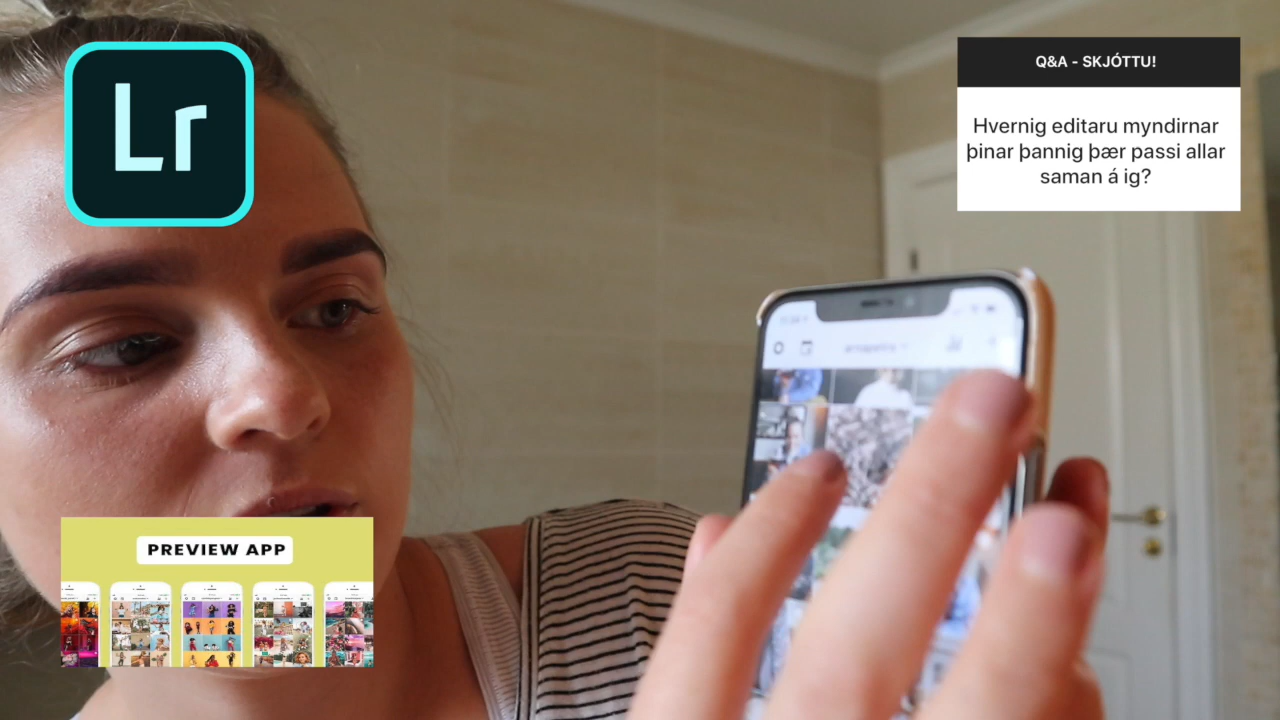 Lr
Q&A - SKJÓTTU!
Hvernig editaru myndirnar
þinar þannig þær passi allar
saman á ig?
PREVIEW APP